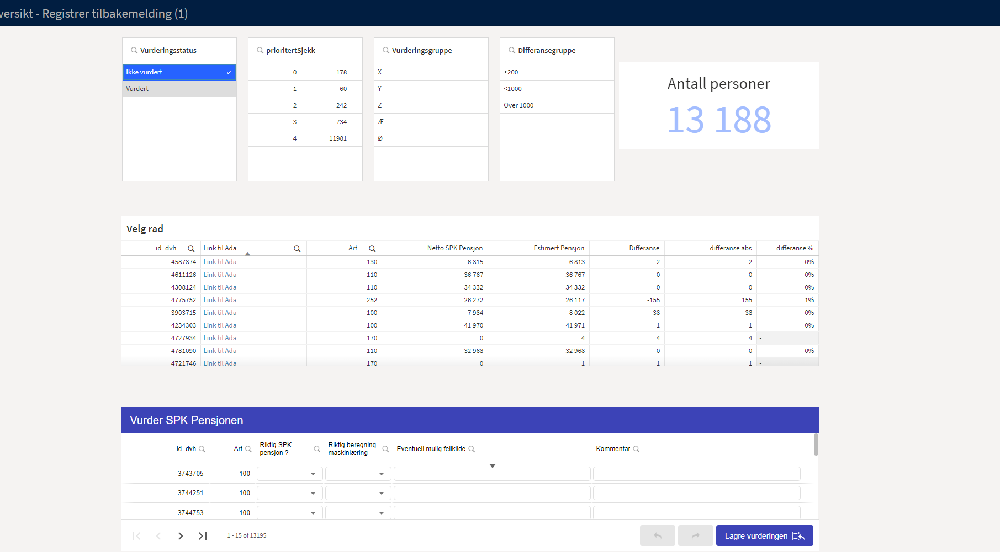 versikt - Registrer tilbakemelding (1)
Vurderingsstatus
Ikke vurdert
Vurdert
prioritertSjekk
0 178
1 60
2 242
3 734
4 11981
Vurderingsgruppe
X
Y
Z
Æ
Ø
Differansegruppe
<200
<1000
Over 1000
Antall personer
13 188
Velg rad
id_dvh Link til Ada Art Netto SPK Pensjon Estimert Pensjon Differanse differanse abs differanse %
4587874 Link til Ada 130 6 815 6 813 -2 2 0%
4611126 Link til Ada 110 36 767 36 767 0 0 0%
4308124 Link til Ada 110 34 332 34 332 0 0 0%
4775752 Link til Ada 252 26 272 26 117 -155 155 1%
3903715 Link til Ada 100 7 984 8 022 38 38 0%
4234303 Link til Ada 100 41 970 41 971 1 1 0%
4727934 Link til Ada 170 0 4 4 4 -
4781090 Link til Ada 110 32 968 32 968 0 0 0%
4721746 Link til Ada 170 0 1 1 1 -
Vurder SPK Pensjonen
id_dvh Art Riktig SPK pensjon ? Riktig beregning maskinlæring Eventuell mulig feilkilde Kommentar
3743705 100
3744251 100
3744753 100
1 - 15 of 13195
Lagre vurderingen